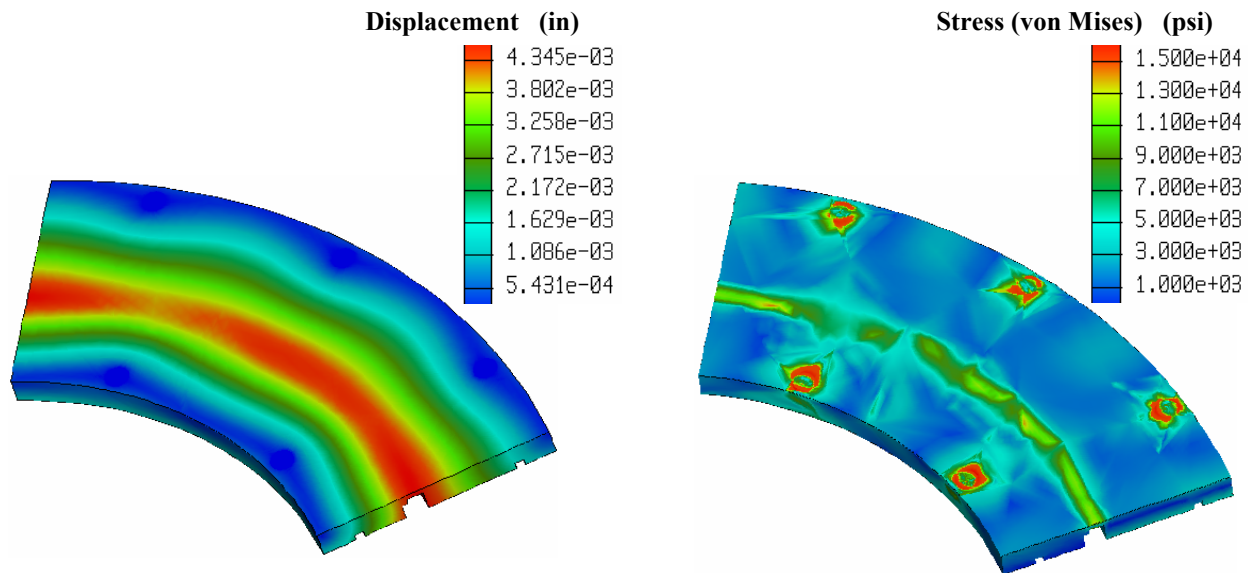 Displacement (in)
4.345e-03
3.802e-03
3.258e-03
2.715e-03
2.172e-03
1.629e-03
1.086e-03
5.431e-04
Stress (von Mises) (psi)
1.500e+04
1.300e+04
1.100e+04
9.000e+03
7.000e+03
5.000e+03
3.000e+03
1.000e+03